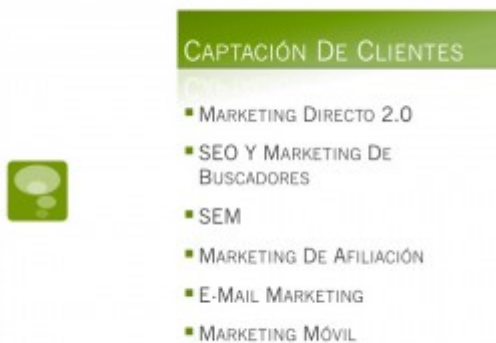 CAPTACIÓN DE CLIENTES
MARKETING DIRECTO 2.0
SEO Y MARKETING DE
BUSCADORES
SEM
MARKETING DE AFILIACIÓN
E-MAIL MARKETING
MARKETING MÓVIL